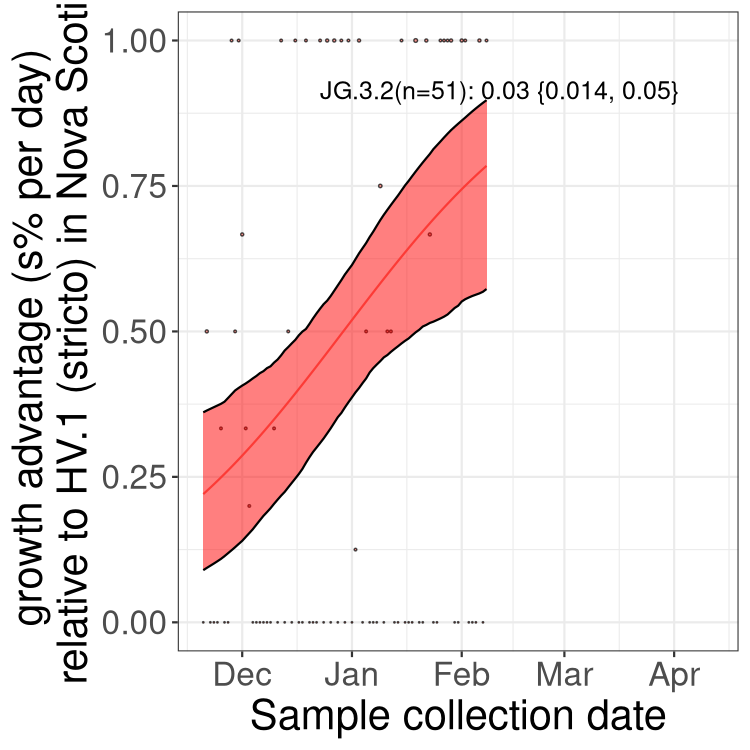 growth advantage (s% per day)
relative to HV.1 (stricto) in Nova Scoti
1.00
0.75
0.50
0.25
0.00
JG.3.2(n=51): 0.03 {0.014, 0.05}
Dec Jan Feb Mar Apr
Sample collection date